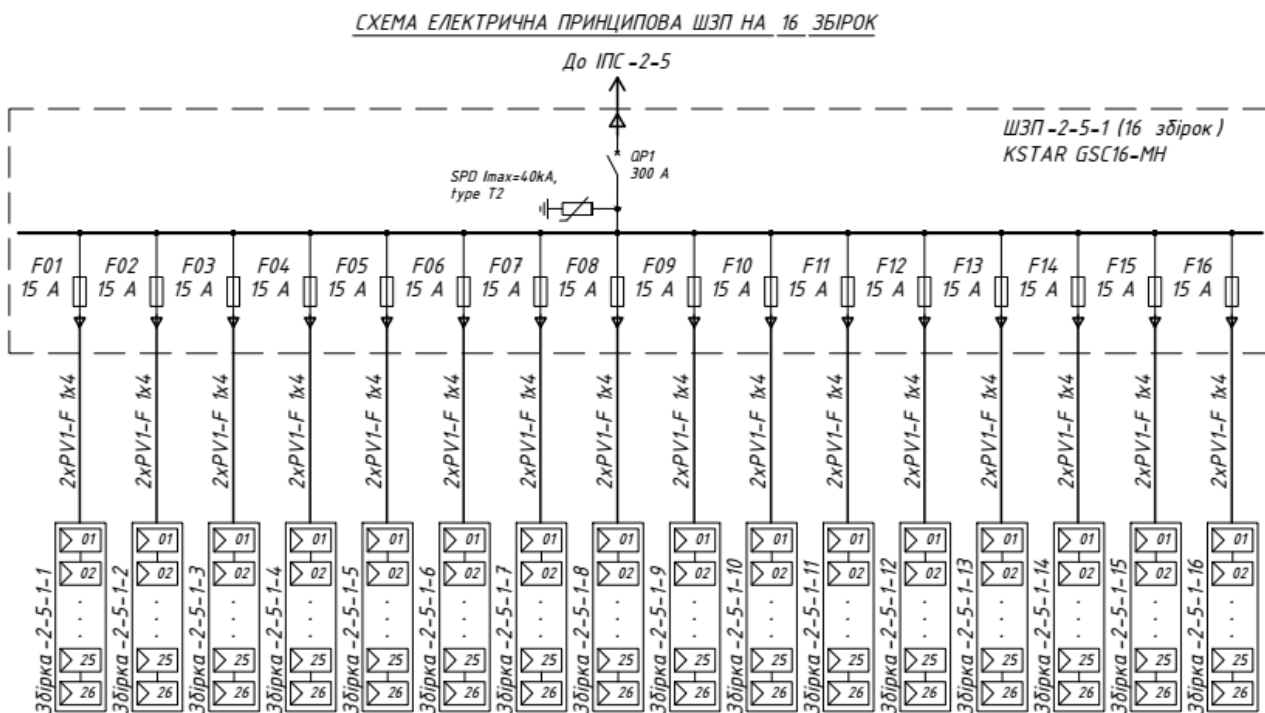 СХЕМА ЕЛЕКТРИЧНА ПРИНЦИПОВА ШЗП НА 16 ЗБІРОК
До ІПС-2-5
ШЗП-2-5-1 (16 збірок)
KSTAR GSC16-MH
QP1
300 A
SPD Imax=40kA,
type T2
F01 F02 F03 F04 F05 F06 F07 F08 F09 F10 F11 F12 F13 F14 F15 F16
15 A 15 A 15 A 15 A 15 A 15 A 15 A 15 A 15 A 15 A 15 A 15 A 15 A 15 A 15 A 15 A
2xPV1-F 1x4 2xPV1-F 1x4 2xPV1-F 1x4 2xPV1-F 1x4 2xPV1-F 1x4 2xPV1-F 1x4 2xPV1-F 1x4 2xPV1-F 1x4 2xPV1-F 1x4 2xPV1-F 1x4 2xPV1-F 1x4 2xPV1-F 1x4 2xPV1-F 1x4 2xPV1-F 1x4 2xPV1-F 1x4 2xPV1-F 1x4
Збірка-2-5-1-1
Збірка-2-5-1-2
Збірка-2-5-1-3
Збірка-2-5-1-4
Збірка-2-5-1-5
Збірка-2-5-1-6
Збірка-2-5-1-7
Збірка-2-5-1-8
Збірка-2-5-1-9
Збірка-2-5-1-10
Збірка-2-5-1-11
Збірка-2-5-1-12
Збірка-2-5-1-13
Збірка-2-5-1-14
Збірка-2-5-1-15
Збірка-2-5-1-16
01 01 01 01 01 01 01 01 01 01 01 01 01 01 01 01
02 02 02 02 02 02 02 02 02 02 02 02 02 02 02 02
25 25 25 25 25 25 25 25 25 25 25 25 25 25 25 25
26 26 26 26 26 26 26 26 26 26 26 26 26 26 26 26